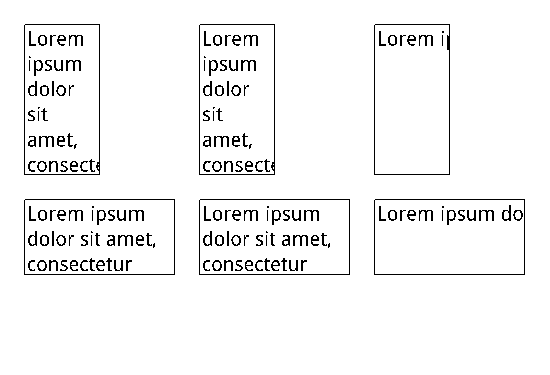 Lorem
ipsum
dolor
sit
amet,
consecte
Lorem
ipsum
dolor
sit
amet,
consecte
Lorem ip
Lorem ipsum
dolor sit amet,
consectetur
Lorem ipsum
dolor sit amet,
consectetur
Lorem ipsum do